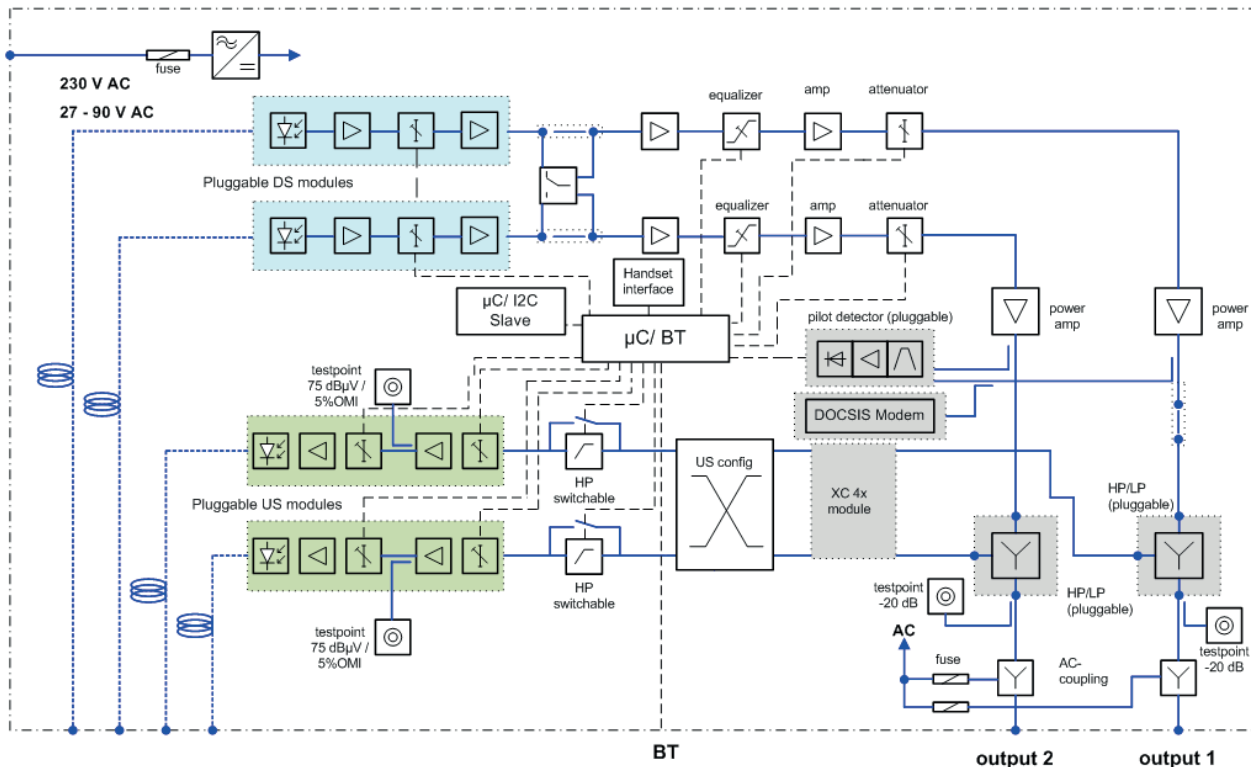 fuse
230 V AC
27 - 90 V AC
equalizer
amp
attenuator
Pluggable DS modules
equalizer
amp
attenuator
Handset
interface
µC/ I2C
Slave
µC/ BT
pilot detector (pluggable)
power
amp
power
amp
testpoint
75 dBµV /
5%OMI
DOCSIS Modem
US config
XC 4x
module
HP
switchable
HP/LP
(pluggable)
Pluggable US modules
HP
switchable
testpoint
-20 dB
HP/LP
(pluggable)
testpoint
75 dBµV /
5%OMI
AC
fuse
AC-
coupling
testpoint
-20 dB
BT
output 2
output 1